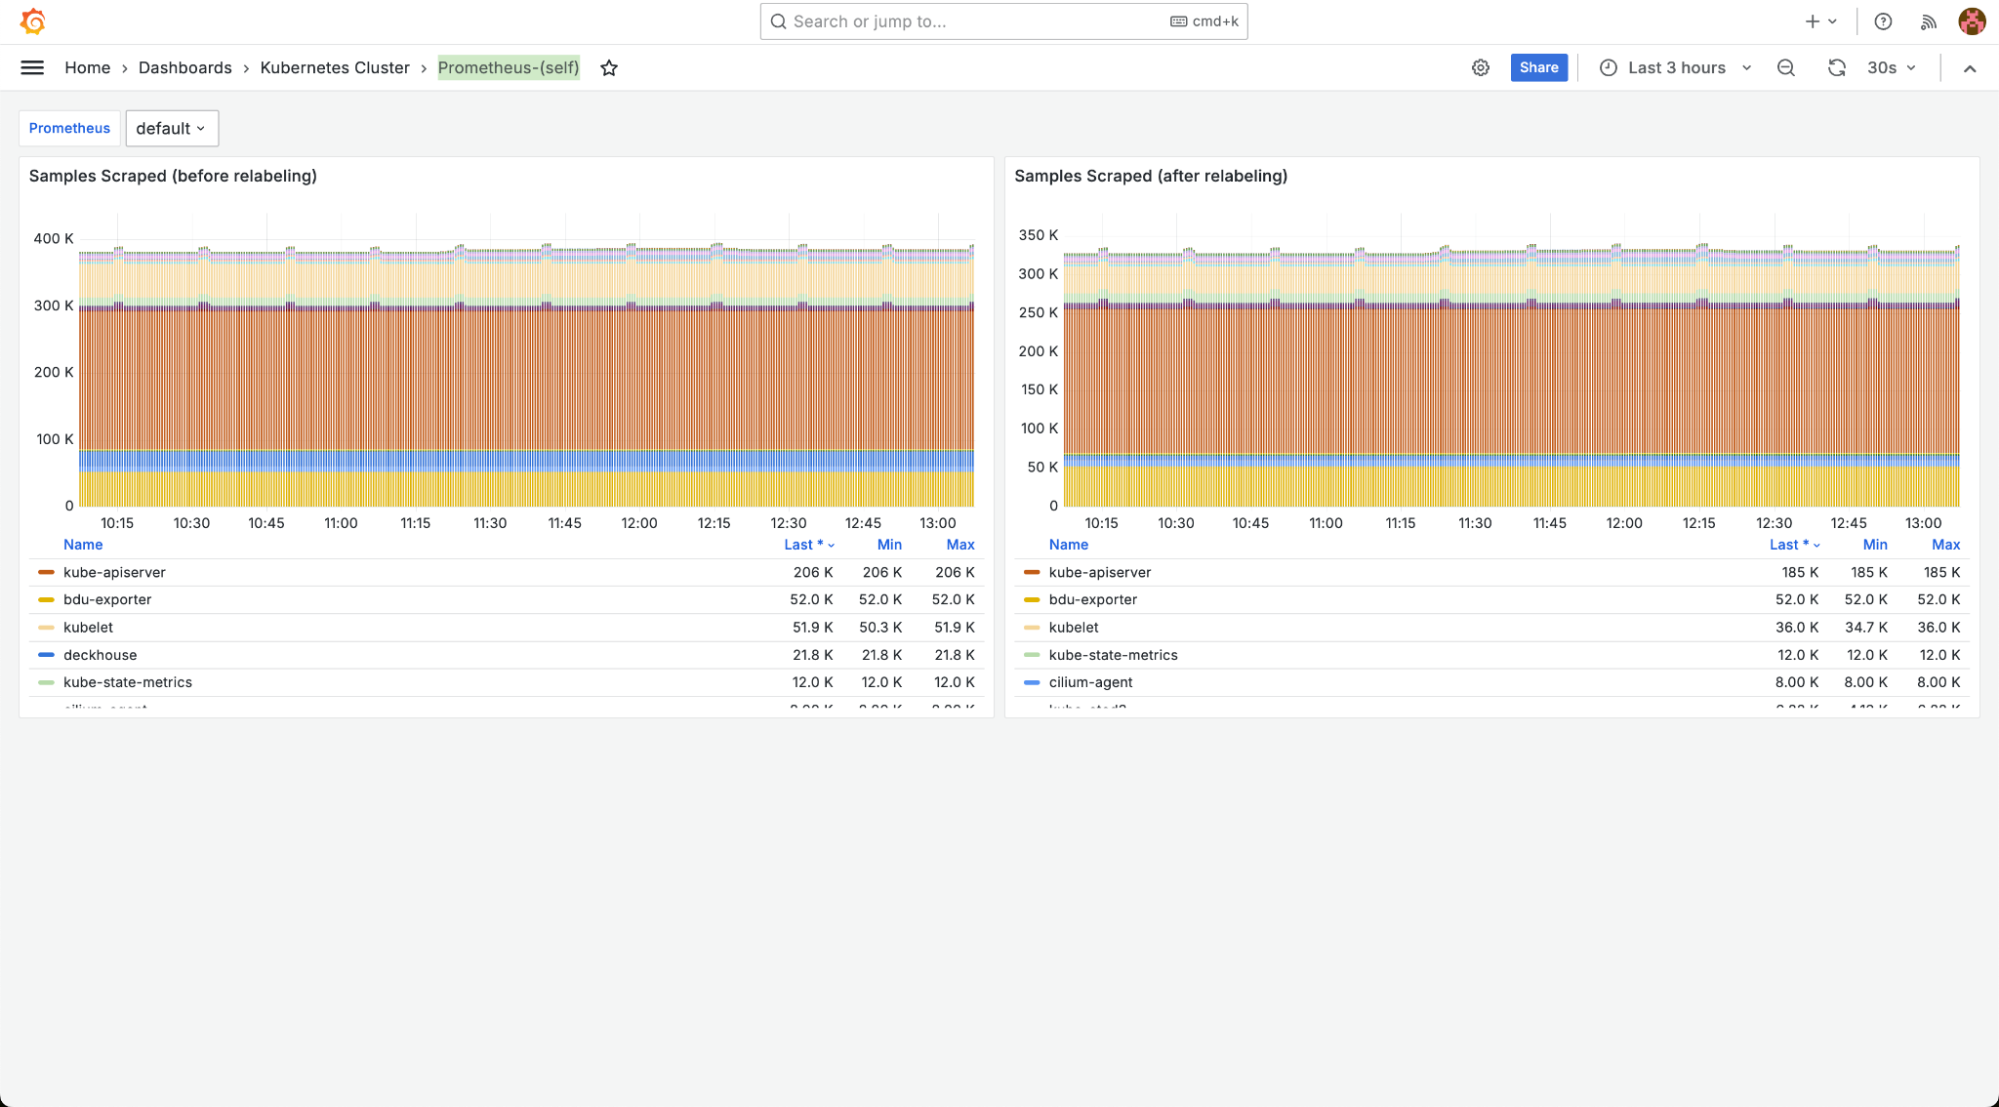 Search or jump to...
cmd+k
Home › Dashboards › Kubernetes Cluster › Prometheus-(self)
Share
Last 3 hours
30s
Prometheus
default
Samples Scraped (before relabeling)
400 K
300 K
200 K
100 K
0
10:15 10:30 10:45 11:00 11:15 11:30 11:45 12:00 12:15 12:30 12:45 13:00
Name Last * Min Max
kube-apiserver 206 K 206 K 206 K
bdu-exporter 52.0 K 52.0 K 52.0 K
kubelet 51.9 K 50.3 K 51.9 K
deckhouse 21.8 K 21.8 K 21.8 K
kube-state-metrics 12.0 K 12.0 K 12.0 K
Samples Scraped (after relabeling)
350 K
300 K
250 K
200 K
150 K
100 K
50 K
0
10:15 10:30 10:45 11:00 11:15 11:30 11:45 12:00 12:15 12:30 12:45 13:00
Name Last * Min Max
kube-apiserver 185 K 185 K 185 K
bdu-exporter 52.0 K 52.0 K 52.0 K
kubelet 36.0 K 34.7 K 36.0 K
kube-state-metrics 12.0 K 12.0 K 12.0 K
cilium-agent 8.00 K 8.00 K 8.00 K